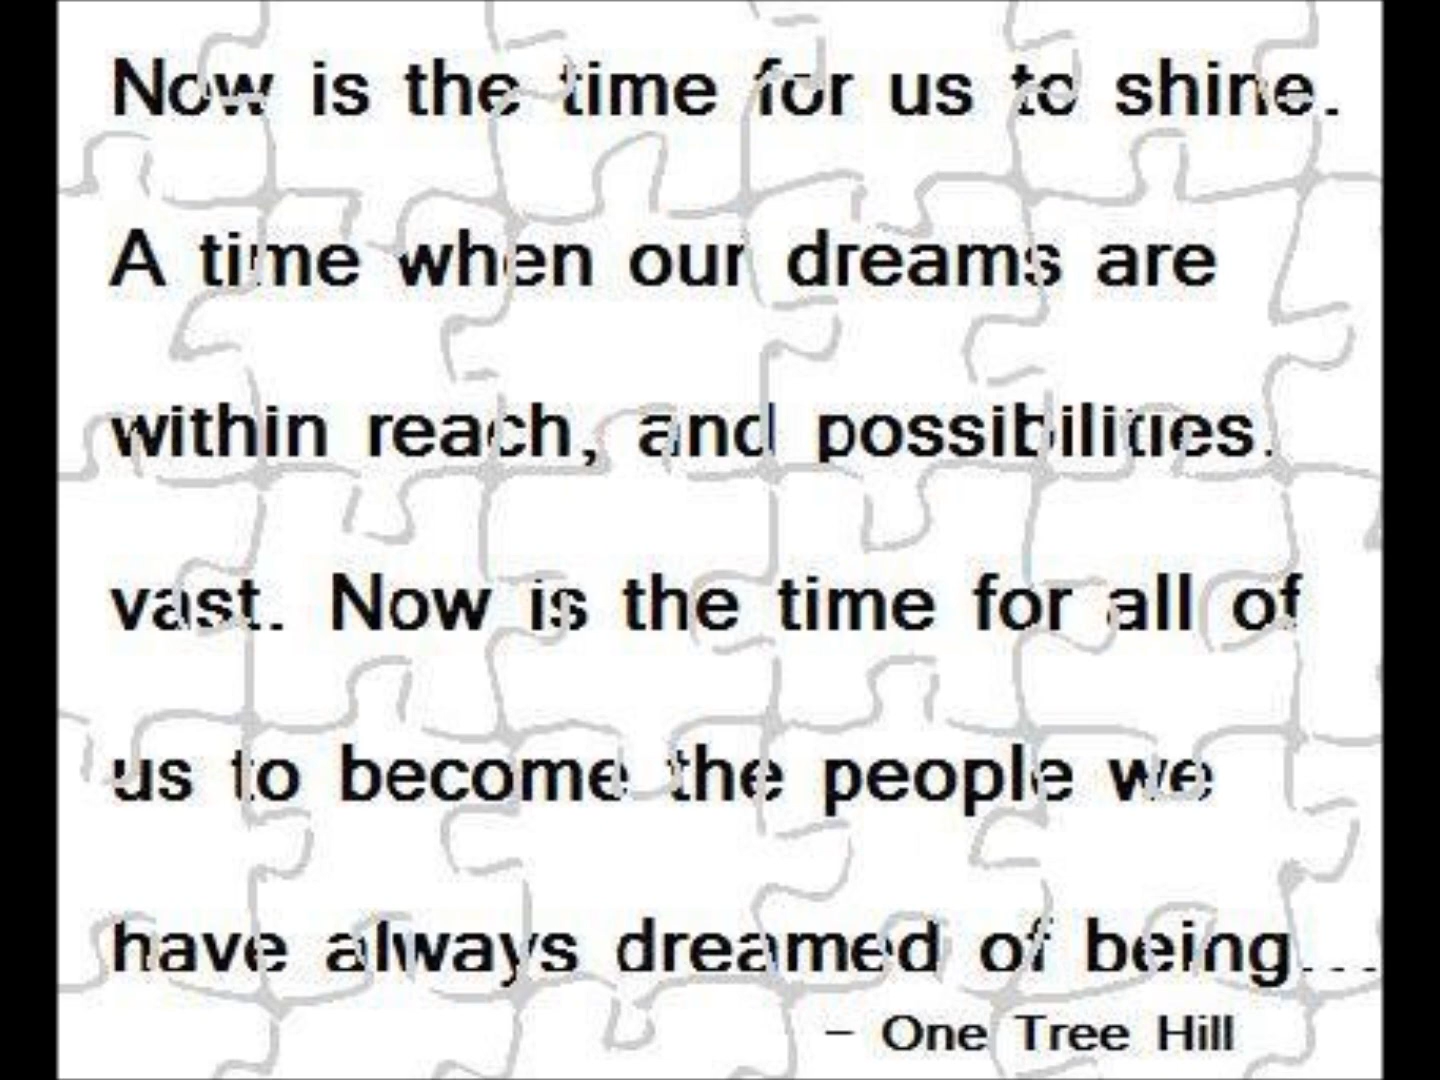 Now is the time for us to shine.
A time when our dreams are
within reach, and possibilities.
vast. Now is the time for all of
us to become the people we
have always dreamed of being...
- One Tree Hill